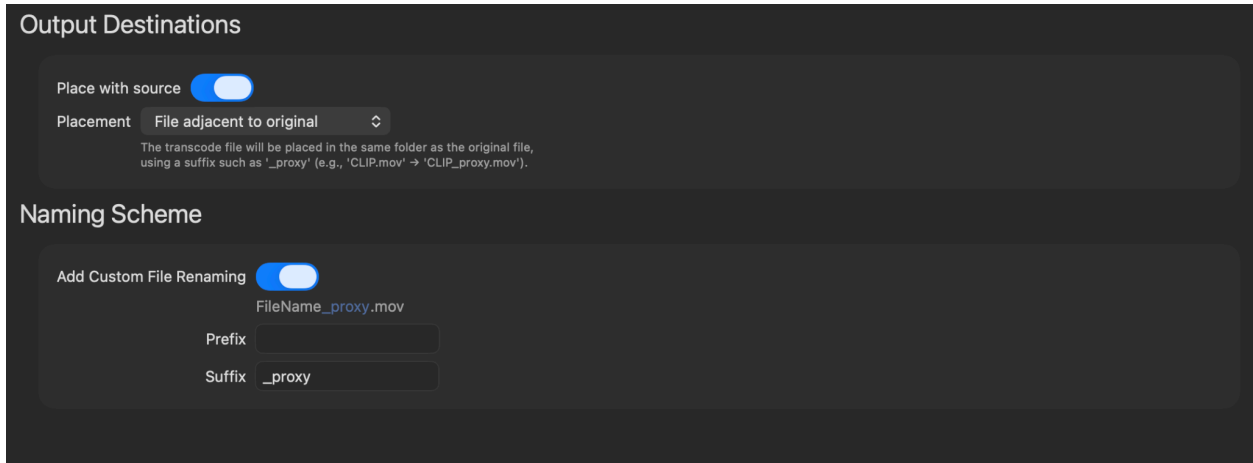 Output Destinations
Place with source
Placement File adjacent to original
The transcode file will be placed in the same folder as the original file,
using a suffix such as '_proxy' (e.g., 'CLIP.mov' → 'CLIP_proxy.mov').
Naming Scheme
Add Custom File Renaming
FileName_proxy.mov
Prefix
Suffix _proxy